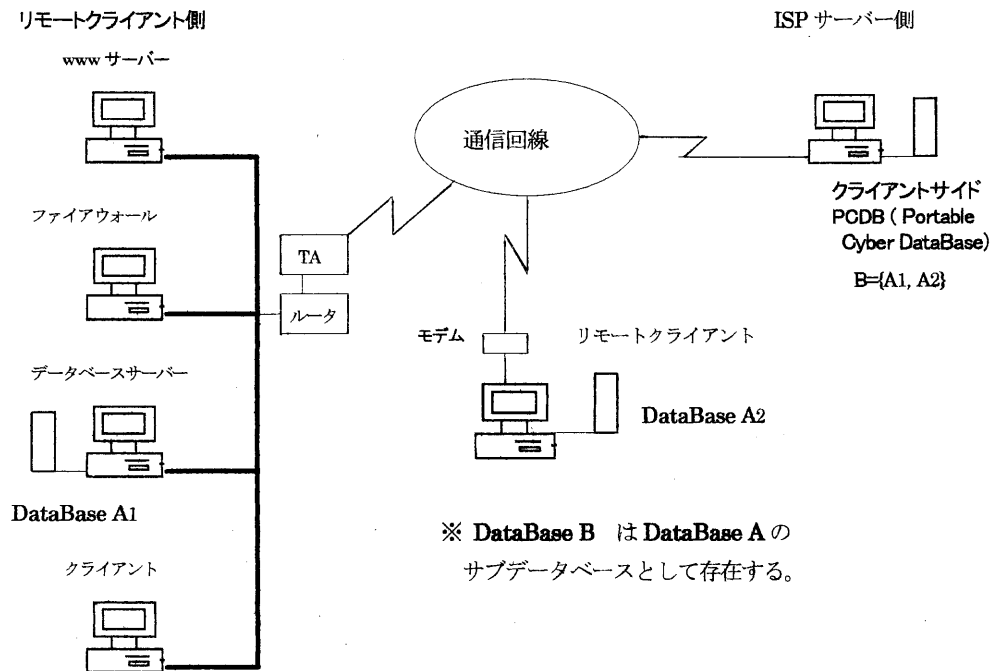 リモートクライアント側
ISP サーバー側
www サーバー
通信回線
クライアントサイド
PCDB ( Portable
Cyber DataBase)
B={A1, A2}
ファイアウォール
TA
ルータ
モデム
リモートクライアント
データベースサーバー
DataBase A2
DataBase A1
※ DataBase B は DataBase A の
サブデータベースとして存在する。
クライアント